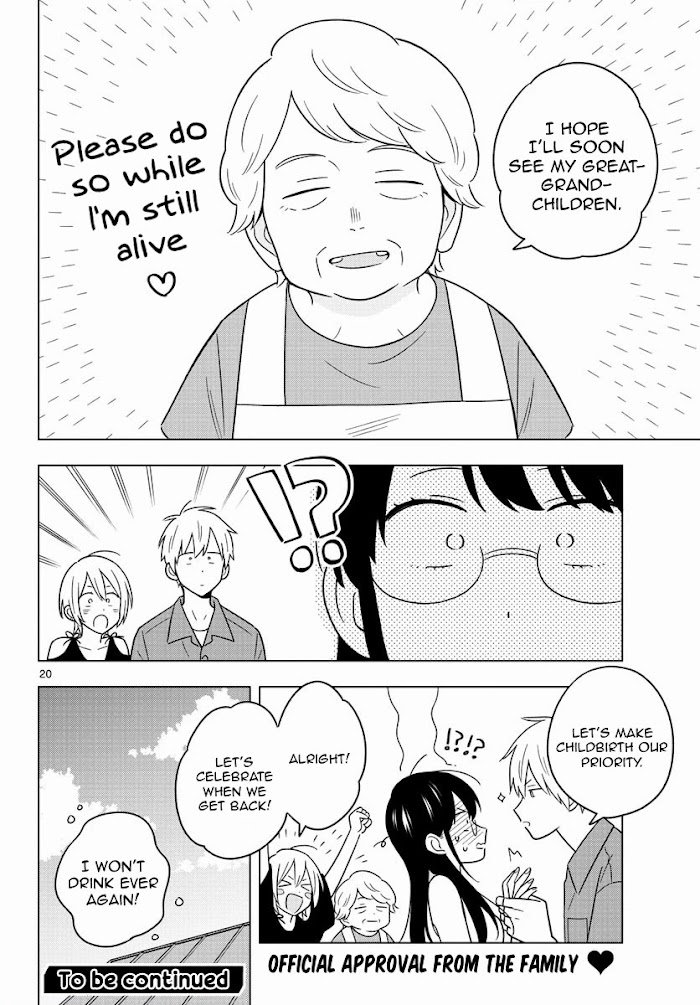 I HOPE
I'LL SOON
SEE MY GREAT-
GRAND-
CHILDREN.
Please do
so while
I'm still
alive
♡
!?
20
LET'S MAKE
CHILDBIRTH OUR
PRIORITY.
!?!?
ALRIGHT!
LET'S
CELEBRATE
WHEN WE
GET BACK!
I WON'T
DRINK EVER
AGAIN!
OFFICIAL APPROVAL FROM THE FAMILY ♥
To be continued